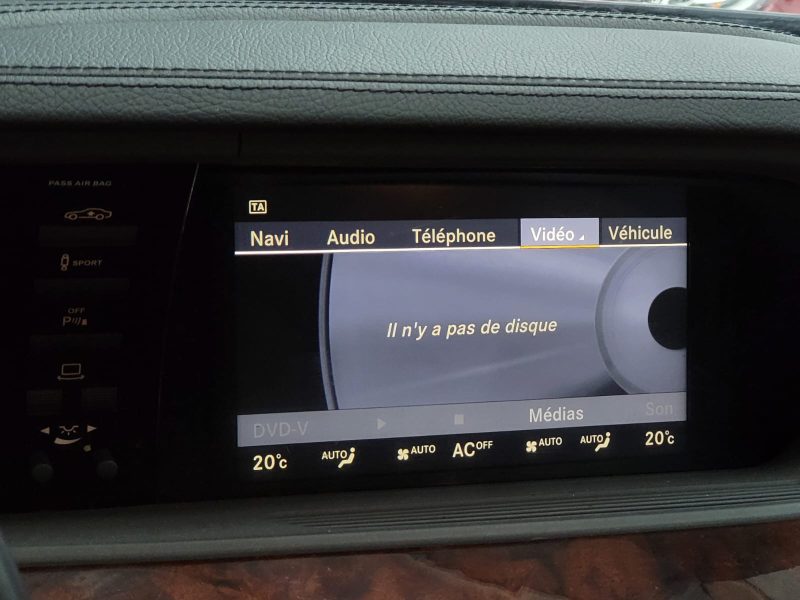 PASS AIR BAG
SPORT
OFF
P
TA
Navi Audio Téléphone Vidéo Véhicule
Il n'y a pas de disque
DVD-V Médias Son
20°C AUTO AUTO AC OFF AUTO AUTO 20°C